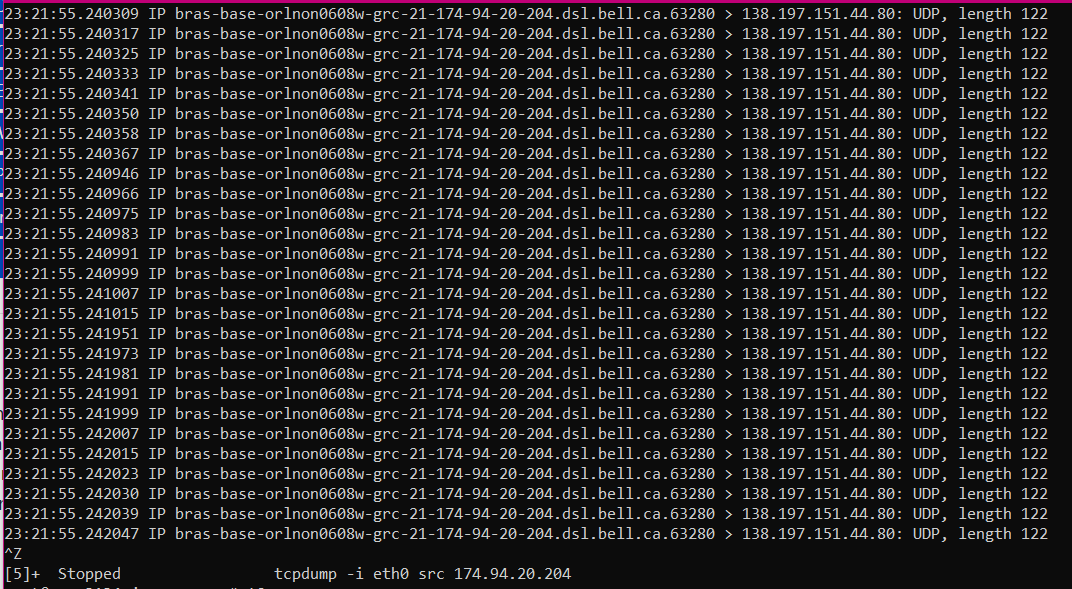 23:21:55.240309 IP bras-base-orlnon0608w-grc-21-174-94-20-204.dsl.bell.ca.63280 > 138.197.151.44.80: UDP, length 122
23:21:55.240317 IP bras-base-orlnon0608w-grc-21-174-94-20-204.dsl.bell.ca.63280 > 138.197.151.44.80: UDP, length 122
23:21:55.240325 IP bras-base-orlnon0608w-grc-21-174-94-20-204.dsl.bell.ca.63280 > 138.197.151.44.80: UDP, length 122
23:21:55.240333 IP bras-base-orlnon0608w-grc-21-174-94-20-204.dsl.bell.ca.63280 > 138.197.151.44.80: UDP, length 122
23:21:55.240341 IP bras-base-orlnon0608w-grc-21-174-94-20-204.dsl.bell.ca.63280 > 138.197.151.44.80: UDP, length 122
23:21:55.240350 IP bras-base-orlnon0608w-grc-21-174-94-20-204.dsl.bell.ca.63280 > 138.197.151.44.80: UDP, length 122
23:21:55.240358 IP bras-base-orlnon0608w-grc-21-174-94-20-204.dsl.bell.ca.63280 > 138.197.151.44.80: UDP, length 122
23:21:55.240367 IP bras-base-orlnon0608w-grc-21-174-94-20-204.dsl.bell.ca.63280 > 138.197.151.44.80: UDP, length 122
23:21:55.240946 IP bras-base-orlnon0608w-grc-21-174-94-20-204.dsl.bell.ca.63280 > 138.197.151.44.80: UDP, length 122
23:21:55.240966 IP bras-base-orlnon0608w-grc-21-174-94-20-204.dsl.bell.ca.63280 > 138.197.151.44.80: UDP, length 122
23:21:55.240975 IP bras-base-orlnon0608w-grc-21-174-94-20-204.dsl.bell.ca.63280 > 138.197.151.44.80: UDP, length 122
23:21:55.240983 IP bras-base-orlnon0608w-grc-21-174-94-20-204.dsl.bell.ca.63280 > 138.197.151.44.80: UDP, length 122
23:21:55.240991 IP bras-base-orlnon0608w-grc-21-174-94-20-204.dsl.bell.ca.63280 > 138.197.151.44.80: UDP, length 122
23:21:55.240999 IP bras-base-orlnon0608w-grc-21-174-94-20-204.dsl.bell.ca.63280 > 138.197.151.44.80: UDP, length 122
23:21:55.241007 IP bras-base-orlnon0608w-grc-21-174-94-20-204.dsl.bell.ca.63280 > 138.197.151.44.80: UDP, length 122
23:21:55.241015 IP bras-base-orlnon0608w-grc-21-174-94-20-204.dsl.bell.ca.63280 > 138.197.151.44.80: UDP, length 122
23:21:55.241951 IP bras-base-orlnon0608w-grc-21-174-94-20-204.dsl.bell.ca.63280 > 138.197.151.44.80: UDP, length 122
23:21:55.241973 IP bras-base-orlnon0608w-grc-21-174-94-20-204.dsl.bell.ca.63280 > 138.197.151.44.80: UDP, length 122
23:21:55.241981 IP bras-base-orlnon0608w-grc-21-174-94-20-204.dsl.bell.ca.63280 > 138.197.151.44.80: UDP, length 122
23:21:55.241991 IP bras-base-orlnon0608w-grc-21-174-94-20-204.dsl.bell.ca.63280 > 138.197.151.44.80: UDP, length 122
23:21:55.241999 IP bras-base-orlnon0608w-grc-21-174-94-20-204.dsl.bell.ca.63280 > 138.197.151.44.80: UDP, length 122
23:21:55.242007 IP bras-base-orlnon0608w-grc-21-174-94-20-204.dsl.bell.ca.63280 > 138.197.151.44.80: UDP, length 122
23:21:55.242015 IP bras-base-orlnon0608w-grc-21-174-94-20-204.dsl.bell.ca.63280 > 138.197.151.44.80: UDP, length 122
23:21:55.242023 IP bras-base-orlnon0608w-grc-21-174-94-20-204.dsl.bell.ca.63280 > 138.197.151.44.80: UDP, length 122
23:21:55.242030 IP bras-base-orlnon0608w-grc-21-174-94-20-204.dsl.bell.ca.63280 > 138.197.151.44.80: UDP, length 122
23:21:55.242039 IP bras-base-orlnon0608w-grc-21-174-94-20-204.dsl.bell.ca.63280 > 138.197.151.44.80: UDP, length 122
23:21:55.242047 IP bras-base-orlnon0608w-grc-21-174-94-20-204.dsl.bell.ca.63280 > 138.197.151.44.80: UDP, length 122
^Z
[5]+  Stopped                 tcpdump -i eth0 src 174.94.20.204